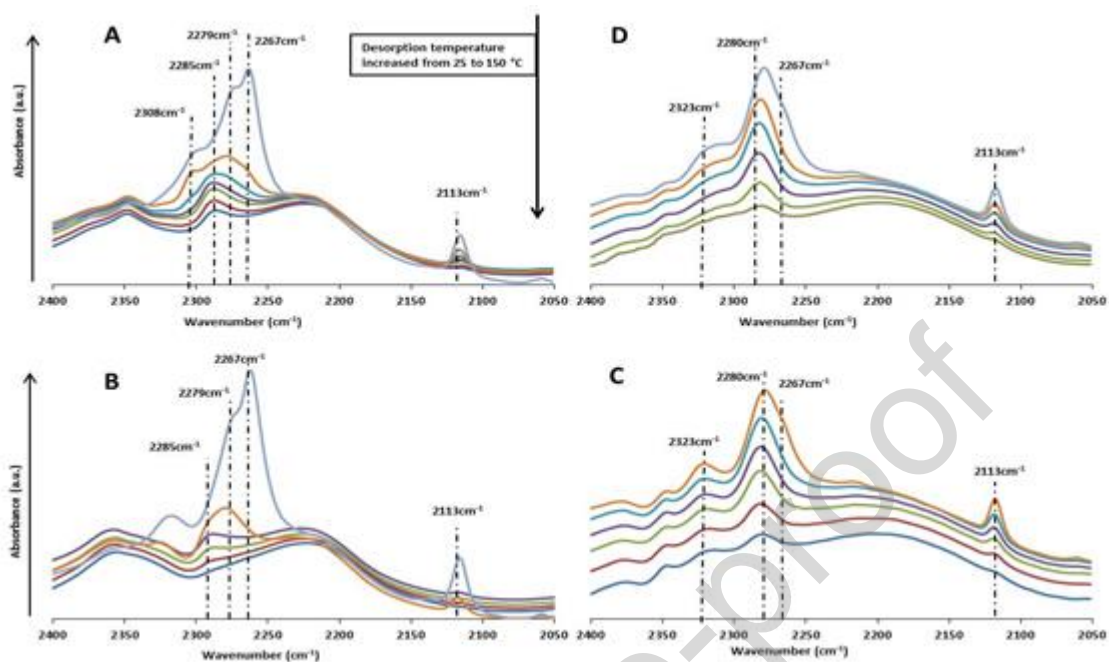 A
2279cm⁻¹
2267cm⁻¹
2285cm⁻¹
2308cm⁻¹
2113cm⁻¹
Desorption temperature
increased from 25 to 150 °C
Absorbance (a.u.)
2400 2350 2300 2250 2200 2150 2100 2050
Wavenumber (cm⁻¹)
D
2280cm⁻¹
2267cm⁻¹
2323cm⁻¹
2113cm⁻¹
2400 2350 2300 2250 2200 2150 2100 2050
Wavenumber (cm⁻¹)
B
2267cm⁻¹
2279cm⁻¹
2285cm⁻¹
2113cm⁻¹
Absorbance (a.u.)
2400 2350 2300 2250 2200 2150 2100 2050
Wavenumber (cm⁻¹)
C
2280cm⁻¹
2267cm⁻¹
2323cm⁻¹
2113cm⁻¹
2400 2350 2300 2250 2200 2150 2100 2050
Wavenumber (cm⁻¹)
-proof